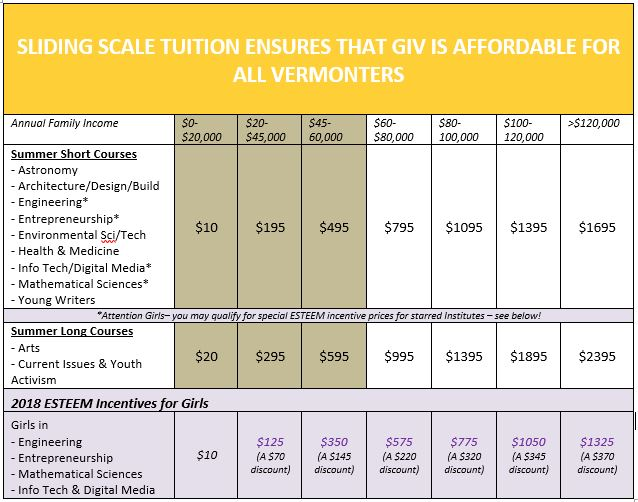 SLIDING SCALE TUITION ENSURES THAT GIV IS AFFORDABLE FOR
ALL VERMONTERS
Annual Family Income
$0-
$20,000
$20-
$45,000
$45-
60,000
$60-
$80,000
$80-
100,000
$100-
120,000
>$120,000
Summer Short Courses
- Astronomy
- Architecture/Design/Build
- Engineering*
- Entrepreneurship*
- Environmental Sci/Tech
- Health & Medicine
- Info Tech/Digital Media*
- Mathematical Sciences*
- Young Writers
$10
$195
$495
$795
$1095
$1395
$1695
*Attention Girls– you may qualify for special ESTEEM incentive prices for starred Institutes – see below!
Summer Long Courses
- Arts
- Current Issues & Youth
Activism
$20
$295
$595
$995
$1395
$1895
$2395
2018 ESTEEM Incentives for Girls
Girls in
- Engineering
- Entrepreneurship
- Mathematical Sciences
- Info Tech & Digital Media
$10
$125
(A $70
discount)
$350
(A $145
discount)
$575
(A $220
discount)
$775
(A $320
discount)
$1050
(A $345
discount)
$1325
(A $370
discount)